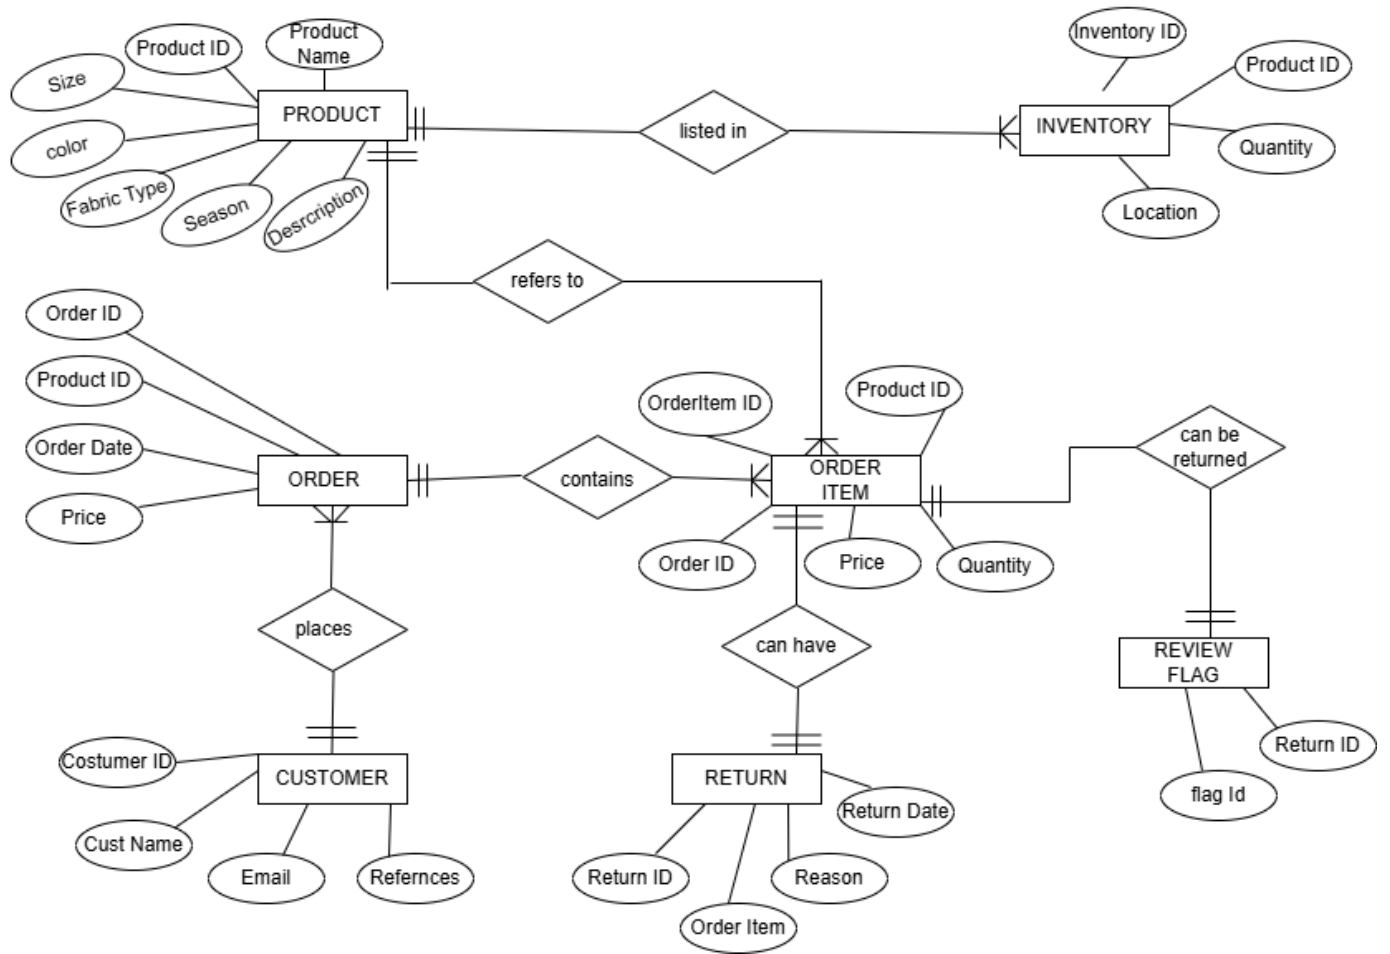 Product
Name
Product ID
Size
color
Fabric Type
Season
Desrcription
PRODUCT
listed in
Inventory ID
Product ID
INVENTORY
Quantity
Location
refers to
Order ID
Product ID
Order Date
Price
ORDER
contains
OrderItem ID
Product ID
ORDER
ITEM
Order ID
Price
Quantity
can be
returned
places
can have
REVIEW
FLAG
Return ID
flag Id
Costumer ID
CUSTOMER
Cust Name
Email
Refernces
RETURN
Return Date
Return ID
Order Item
Reason